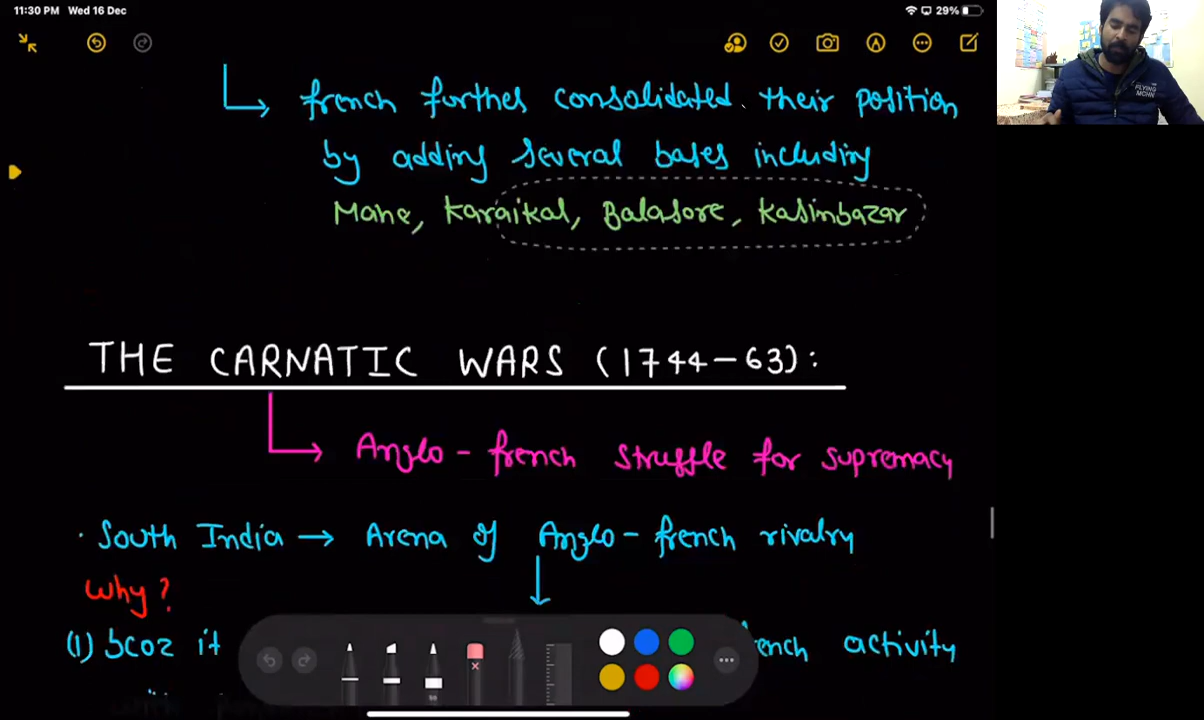 11:30 PM Wed 16 Dec
29%
FLYING
MCHN
french further consolidated their position
by adding several bases including
Mahe, Karaikal, Balasore, Kasimbazar
THE CARNATIC WARS (1744-63):
Anglo-french struggle for supremacy
· South India → Arena of Anglo-french rivalry
Why?
(1) bcoz it
french activity